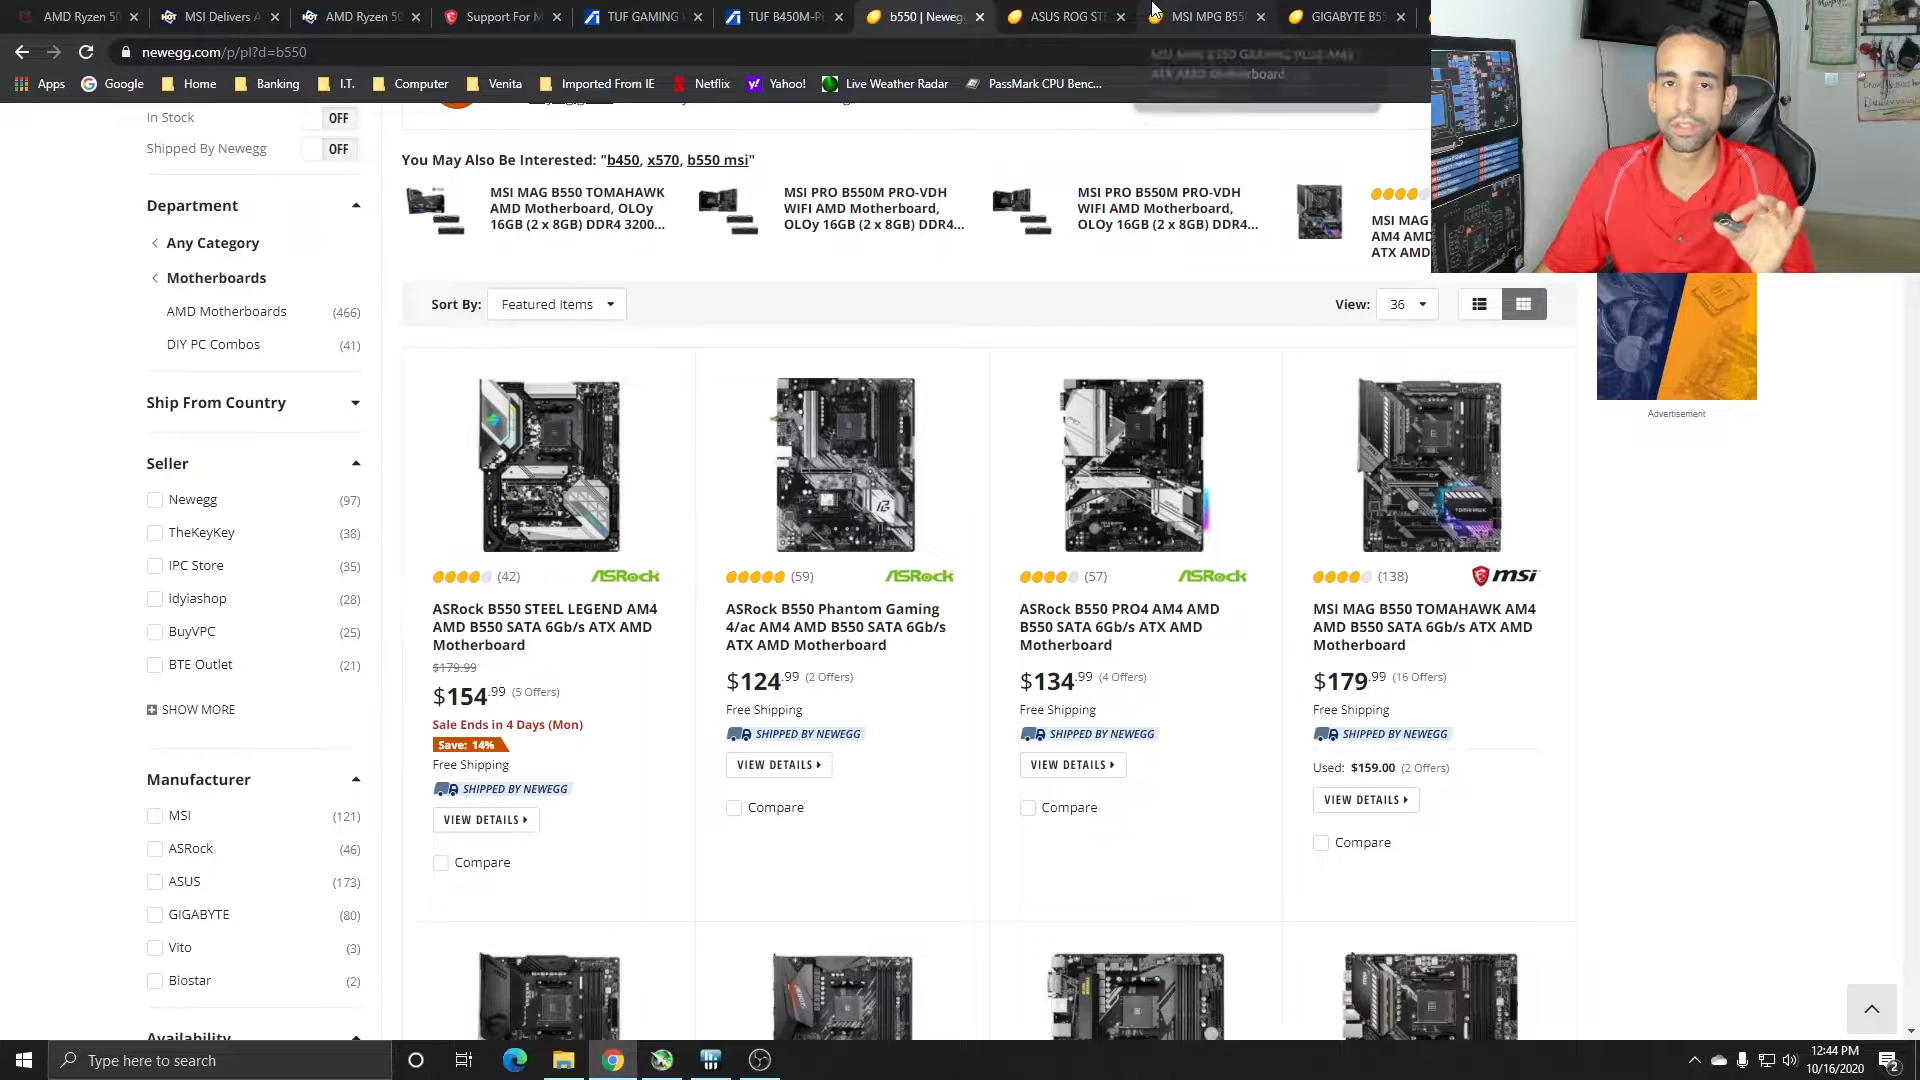 AMD Ryzen 50
MSI Delivers A
AMD Ryzen 50
Support For M
TUF GAMING
TUF B450M-PL
b550 | Newegg
ASUS ROG STR
MSI MPG B55
GIGABYTE B55
newegg.com/p/pl?d=b550
Apps
Google
Home
Banking
I.T.
Computer
Venita
Imported From IE
Netflix
Yahoo!
Live Weather Radar
PassMark CPU Benc...
In Stock
OFF
Shipped By Newegg
OFF
Department
Any Category
Motherboards
AMD Motherboards (466)
DIY PC Combos (41)
Ship From Country
Seller
Newegg (97)
TheKeyKey (38)
IPC Store (35)
idyiashop (28)
BuyVPC (25)
BTE Outlet (21)
SHOW MORE
Manufacturer
MSI (121)
ASRock (46)
ASUS (173)
GIGABYTE (80)
Vito (3)
Biostar (2)
Availability
You May Also Be Interested: "b450, x570, b550 msi"
MSI MAG B550 TOMAHAWK
AMD Motherboard, OLOy
16GB (2 x 8GB) DDR4 3200...
MSI PRO B550M PRO-VDH
WIFI AMD Motherboard,
OLOy 16GB (2 x 8GB) DDR4...
MSI PRO B550M PRO-VDH
WIFI AMD Motherboard,
OLOy 16GB (2 x 8GB) DDR4...
MSI MAG
AM4 AMD
ATX AMD
Sort By: Featured Items
View: 36
Advertisement
(42)
ASRock
ASRock B550 STEEL LEGEND AM4
AMD B550 SATA 6Gb/s ATX AMD
Motherboard
$179.99
$154.99 (5 Offers)
Sale Ends in 4 Days (Mon)
Save: 14%
Free Shipping
SHIPPED BY NEWEGG
VIEW DETAILS
Compare
(59)
ASRock
ASRock B550 Phantom Gaming
4/ac AM4 AMD B550 SATA 6Gb/s
ATX AMD Motherboard
$124.99 (2 Offers)
Free Shipping
SHIPPED BY NEWEGG
VIEW DETAILS
Compare
(57)
ASRock
ASRock B550 PRO4 AM4 AMD
B550 SATA 6Gb/s ATX AMD
Motherboard
$134.99 (4 Offers)
Free Shipping
SHIPPED BY NEWEGG
VIEW DETAILS
Compare
TOMAHAWK
(138)
msi
MSI MAG B550 TOMAHAWK AM4
AMD B550 SATA 6Gb/s ATX AMD
Motherboard
$179.99 (16 Offers)
Free Shipping
SHIPPED BY NEWEGG
Used: $159.00 (2 Offers)
VIEW DETAILS
Compare
Type here to search
12:44 PM
10/16/2020
2